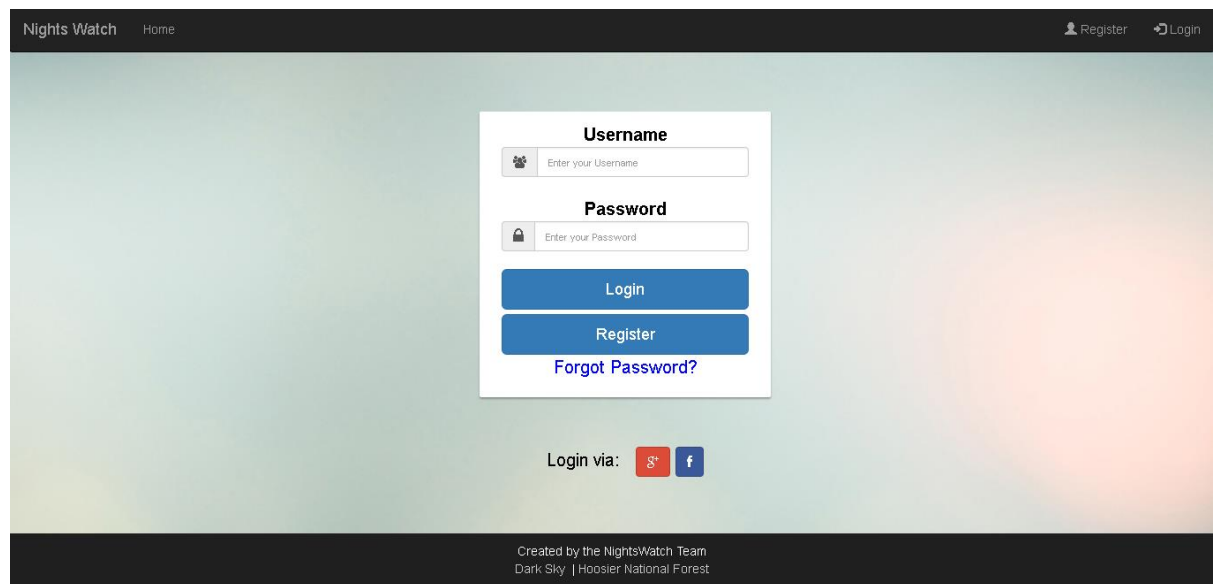 Nights Watch Home Register Login
Username
Enter your Username
Password
Enter your Password
Login
Register
Forgot Password?
Login via: g+ f
Created by the NightsWatch Team
Dark Sky | Hoosier National Forest